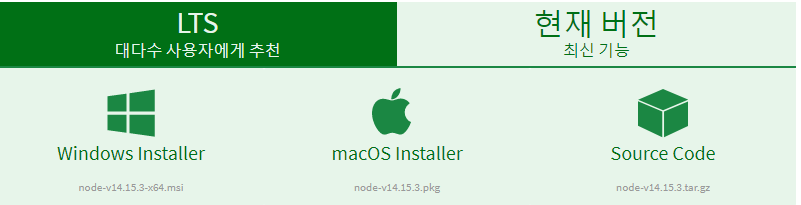 LTS
대다수 사용자에게 추천
현재 버전
최신 기능
Windows Installer
macOS Installer
Source Code
node-v14.15.3-x64.msi
node-v14.15.3.pkg
node-v14.15.3.tar.gz